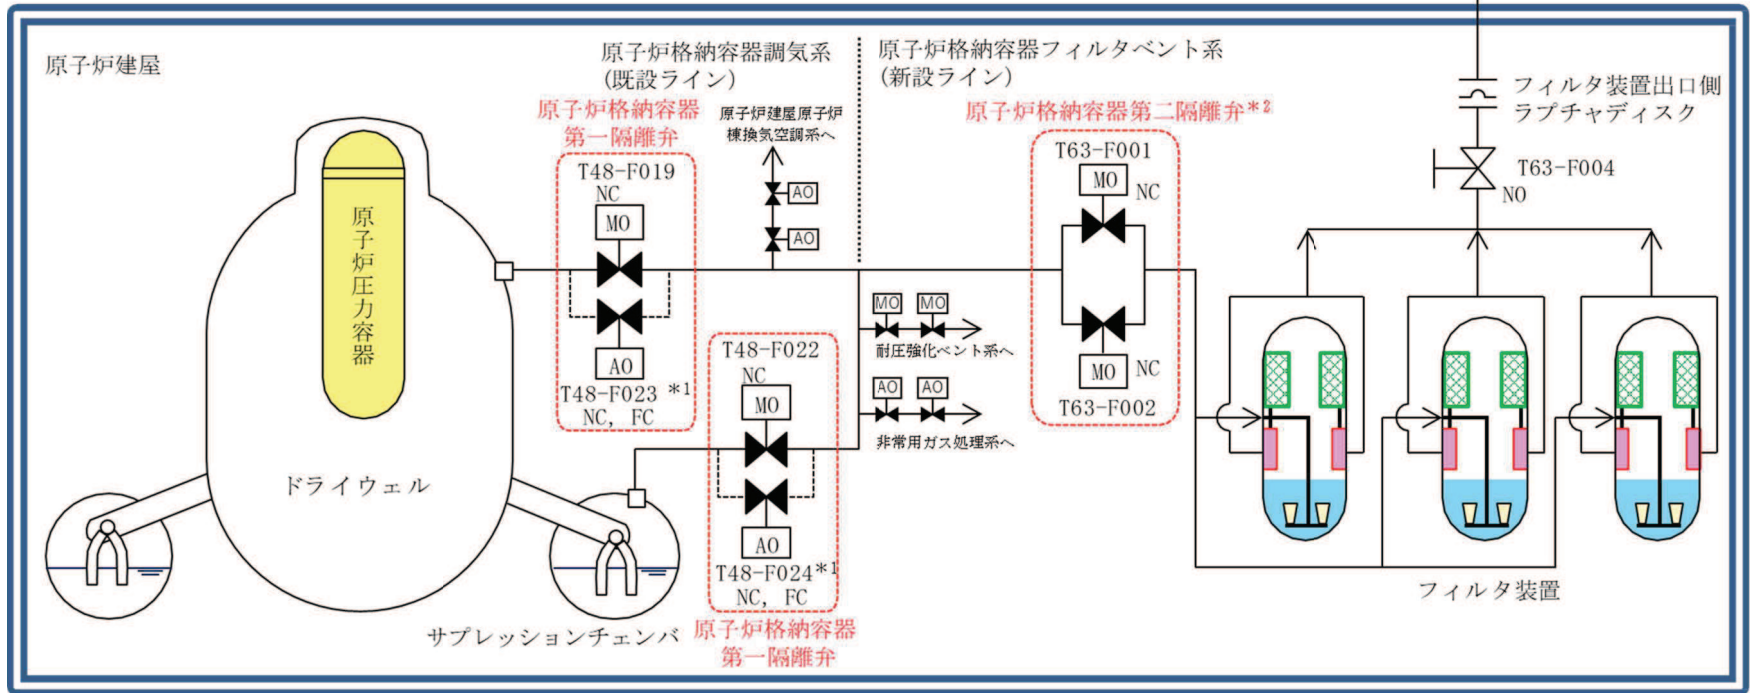 原子炉建屋
原子炉格納容器調気系
(既設ライン)
原子炉格納容器フィルタベント系
(新設ライン)
原子炉格納容器
第一隔離弁
原子炉建屋原子炉
棟換気空調系へ
原子炉格納容器第二隔離弁*2
フィルタ装置出口側
ラプチャディスク
T48-F019
NC
MO
AO
T48-F023 *1
NC, FC
AO
AO
T63-F001
MO
NC
MO
NC
T63-F002
T63-F004
NO
原子炉圧力容器
MO
MO
耐圧強化ベント系へ
AO
AO
非常用ガス処理系へ
T48-F022
NC
MO
AO
T48-F024*1
NC, FC
原子炉格納容器
第一隔離弁
ドライウェル
サプレッションチェンバ
フィルタ装置